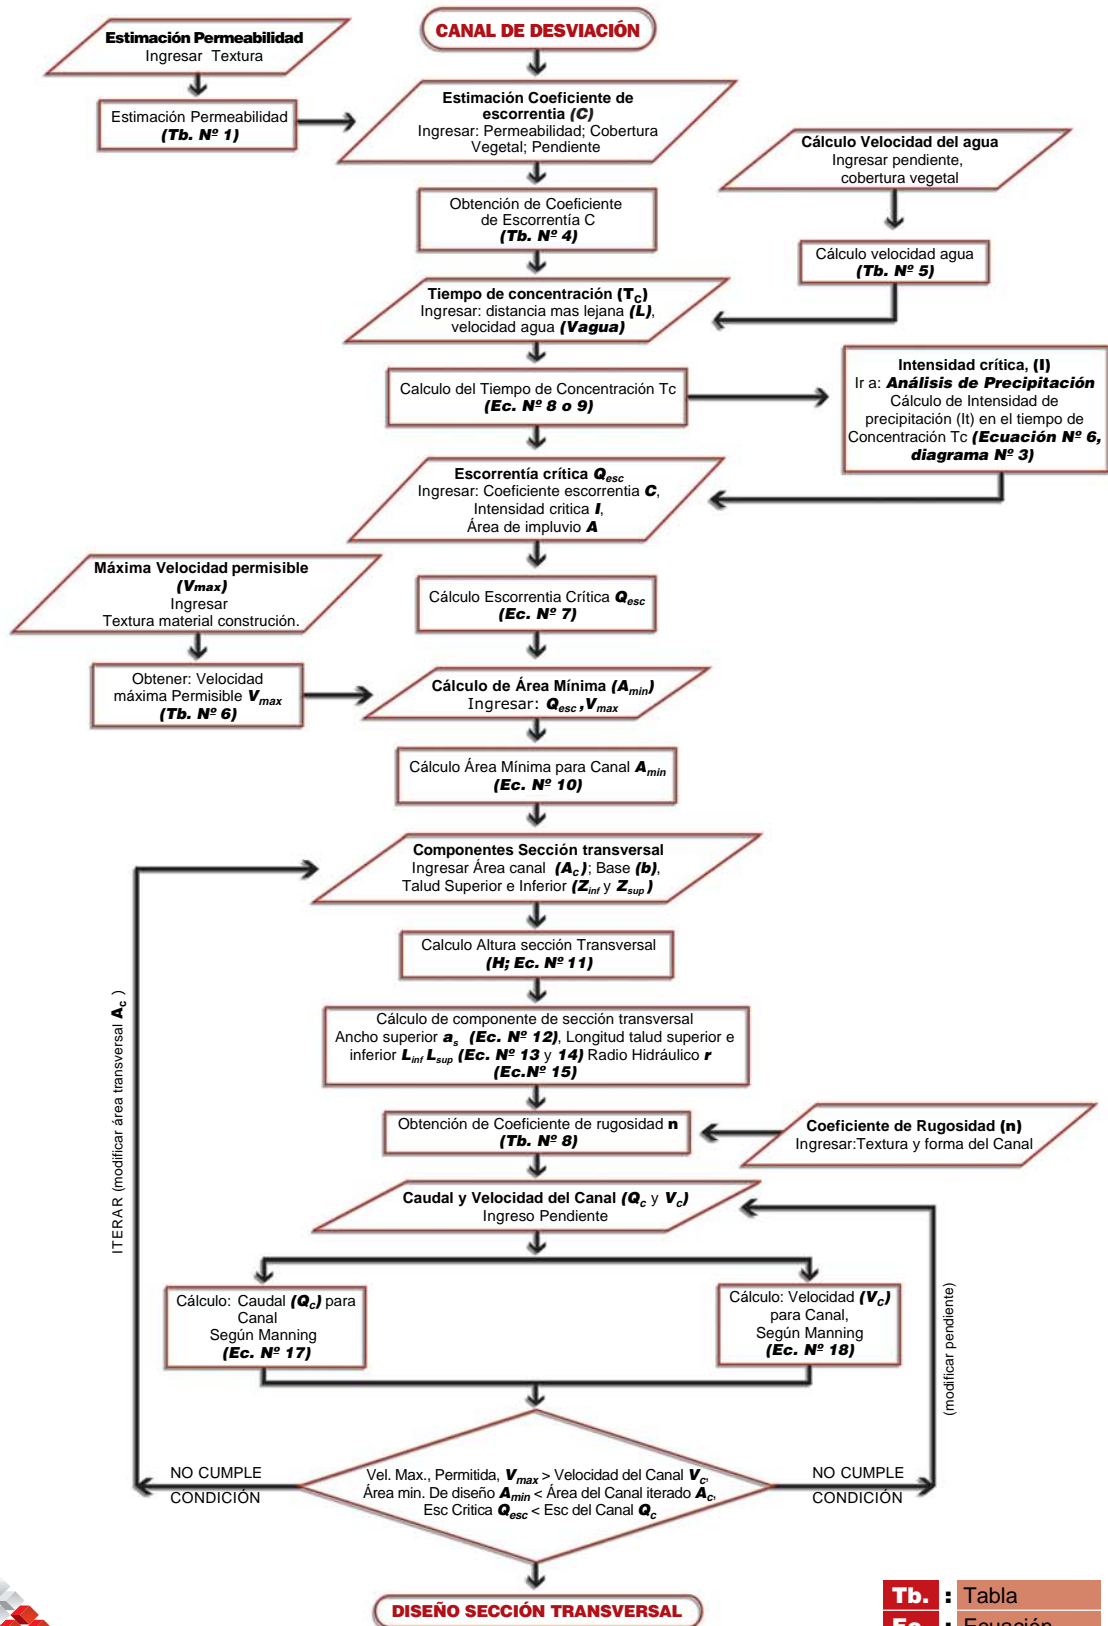 CANAL DE DESVIACIÓN
Estimación Permeabilidad
Ingresar Textura
Estimación Permeabilidad
(Tb. Nº 1)
Estimación Coeficiente de
escorrentia (C)
Ingresar: Permeabilidad; Cobertura
Vegetal; Pendiente
Obtención de Coeficiente
de Escorrentía C
(Tb. Nº 4)
Cálculo Velocidad del agua
Ingresar pendiente,
cobertura vegetal
Cálculo velocidad agua
(Tb. Nº 5)
Tiempo de concentración (Tc)
Ingresar: distancia mas lejana (L),
velocidad agua (Vagua)
Calculo del Tiempo de Concentración Tc
(Ec. Nº 8 o 9)
Intensidad crítica, (I)
Ir a: Análisis de Precipitación
Cálculo de Intensidad de
precipitación (It) en el tiempo de
Concentración Tc (Ecuación Nº 6,
diagrama Nº 3)
Escorrentía crítica Qesc
Ingresar: Coeficiente escorrentia C,
Intensidad critica I,
Área de impluvio A
Cálculo Escorrentia Crítica Qesc
(Ec. Nº 7)
Máxima Velocidad permisible
(Vmax)
Ingresar
Textura material construción.
Obtener: Velocidad
máxima Permisible Vmax
(Tb. Nº 6)
Cálculo de Área Mínima (Amin)
Ingresar: Qesc ,Vmax
Cálculo Área Mínima para Canal Amin
(Ec. Nº 10)
Componentes Sección transversal
Ingresar Área canal (Ac); Base (b),
Talud Superior e Inferior (Zinf y Zsup)
Calculo Altura sección Transversal
(H; Ec. Nº 11)
Cálculo de componente de sección transversal
Ancho superior as (Ec. Nº 12), Longitud talud superior e
inferior Linf Lsup (Ec. Nº 13 y 14) Radio Hidráulico r
(Ec.Nº 15)
Obtención de Coeficiente de rugosidad n
(Tb. Nº 8)
Coeficiente de Rugosidad (n)
Ingresar:Textura y forma del Canal
Caudal y Velocidad del Canal (Qc y Vc)
Ingreso Pendiente
Cálculo: Caudal (Qc) para
Canal
Según Manning
(Ec. Nº 17)
Cálculo: Velocidad (Vc)
para Canal,
Según Manning
(Ec. Nº 18)
ITERAR (modificar área transversal Ac )
(modificar pendiente)
Vel. Max., Permitida, Vmax > Velocidad del Canal Vc,
Área min. De diseño Amin < Área del Canal iterado Ac,
Esc Critica Qesc < Esc del Canal Qc
NO CUMPLE
CONDICIÓN
NO CUMPLE
CONDICIÓN
DISEÑO SECCIÓN TRANSVERSAL
Tb. : Tabla
Ec. : Ecuación